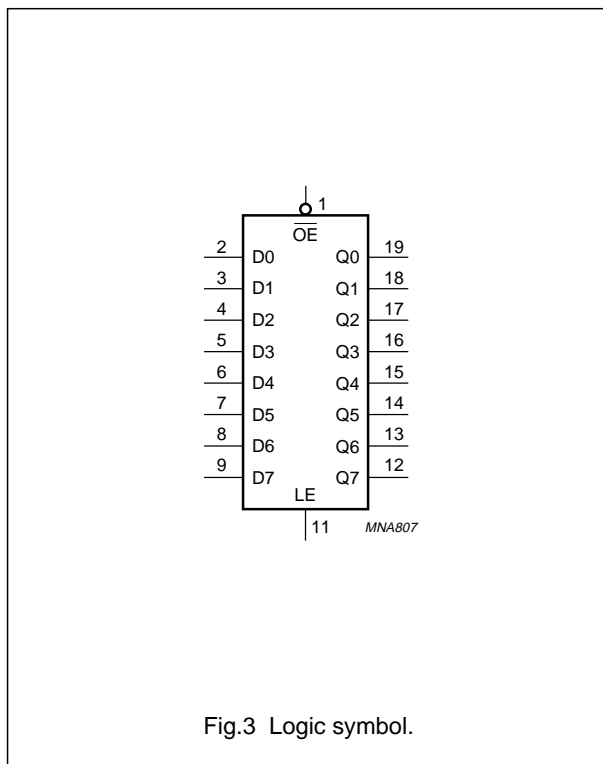 1
O̅E̅
2 D0 Q0 19
3 D1 Q1 18
4 D2 Q2 17
5 D3 Q3 16
6 D4 Q4 15
7 D5 Q5 14
8 D6 Q6 13
9 D7 Q7 12
LE
11 MNA807
Fig.3 Logic symbol.